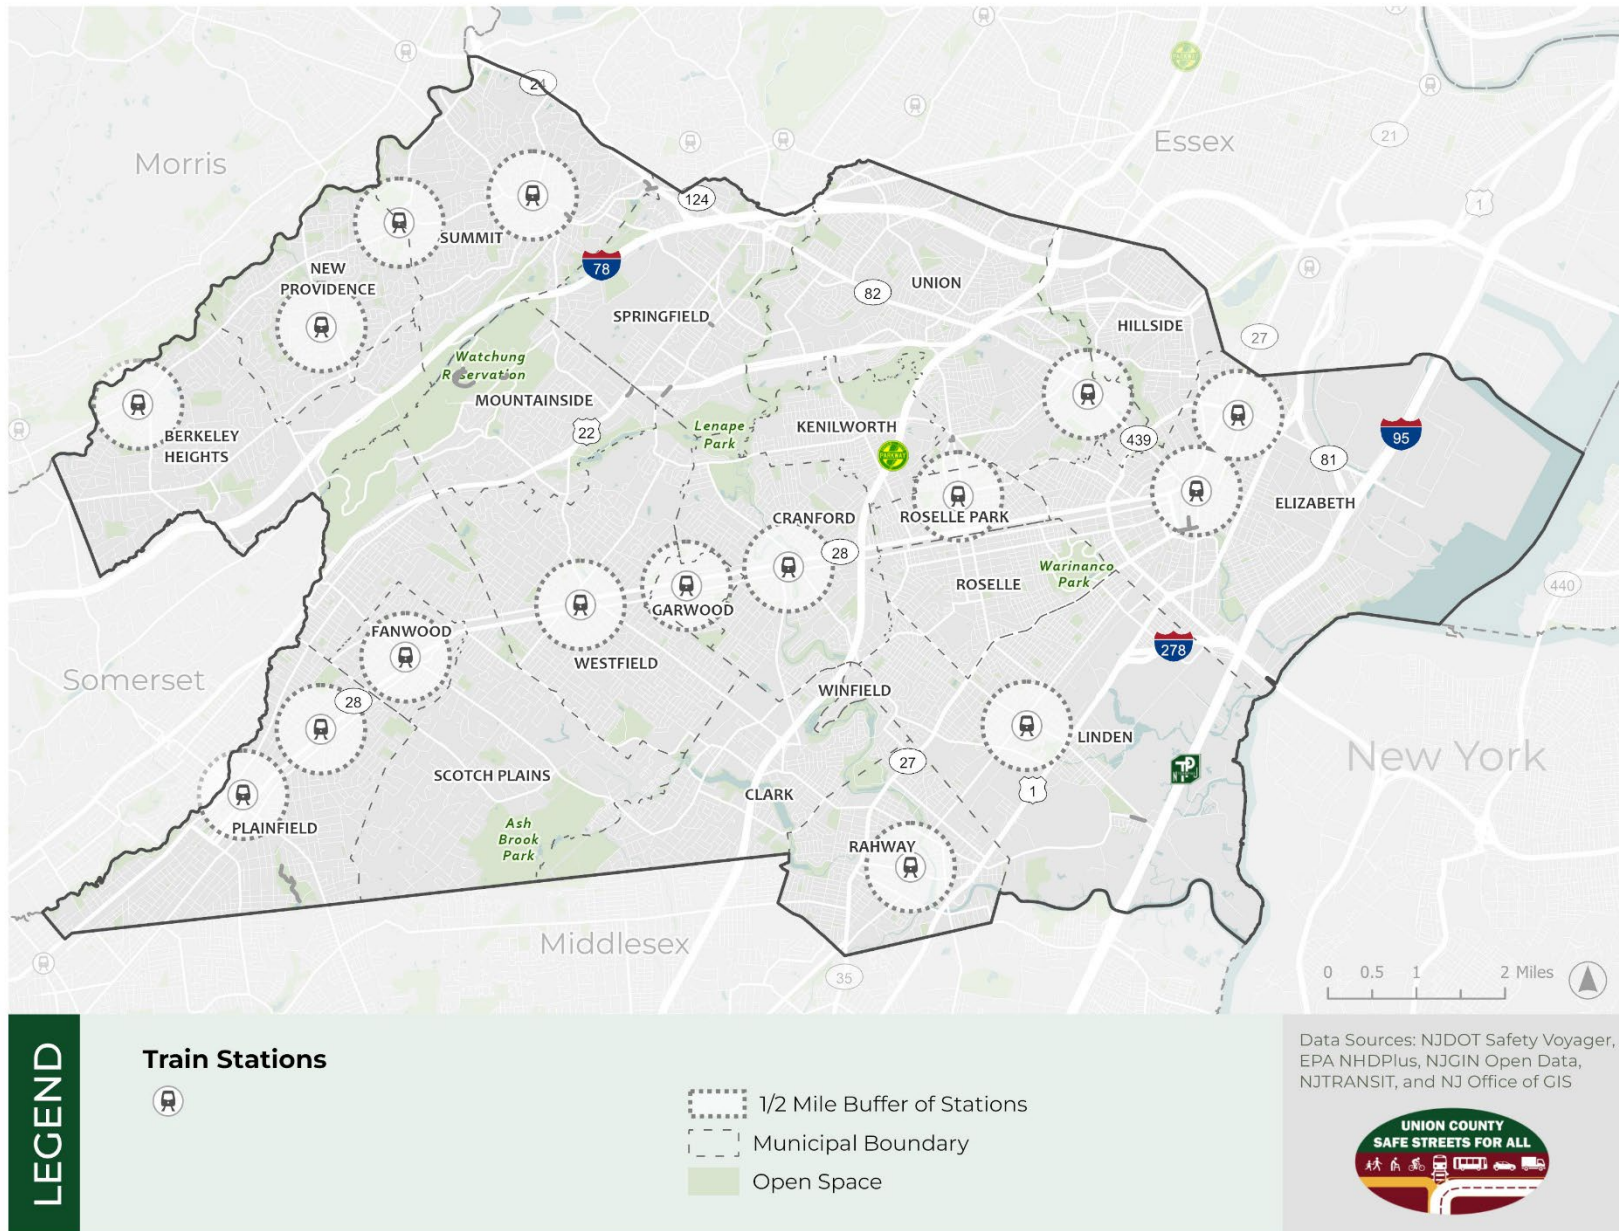 24
Morris
Essex
21
1
124
SUMMIT
78
NEW
PROVIDENCE
82
UNION
SPRINGFIELD
HILLSIDE
27
Watchung
Reservation
MOUNTAINSIDE
22
Lenape
Park
KENILWORTH
PARKWAY
439
95
81
BERKELEY
HEIGHTS
ELIZABETH
CRANFORD
ROSELLE PARK
28
Warinanco
Park
ROSELLE
440
GARWOOD
FANWOOD
WESTFIELD
278
Somerset
28
WINFIELD
LINDEN
27
New York
SCOTCH PLAINS
CLARK
1
Ash
Brook
Park
PLAINFIELD
RAHWAY
Middlesex
35
0 0.5 1 2 Miles
LEGEND
Train Stations
1/2 Mile Buffer of Stations
Municipal Boundary
Open Space
Data Sources: NJDOT Safety Voyager,
EPA NHDPlus, NJGIN Open Data,
NJTRANSIT, and NJ Office of GIS
UNION COUNTY
SAFE STREETS FOR ALL